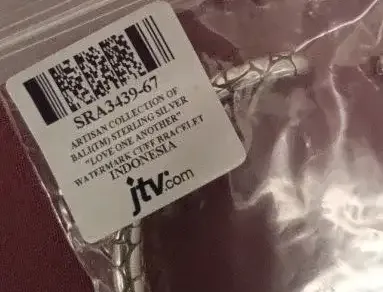 SRA3439-67
ARTISAN COLLECTION OF
BALI(TM) STERLING SILVER
"LOVE ONE ANOTHER"
WATERMARK CUFF BRACELET
INDONESIA
jtv.com